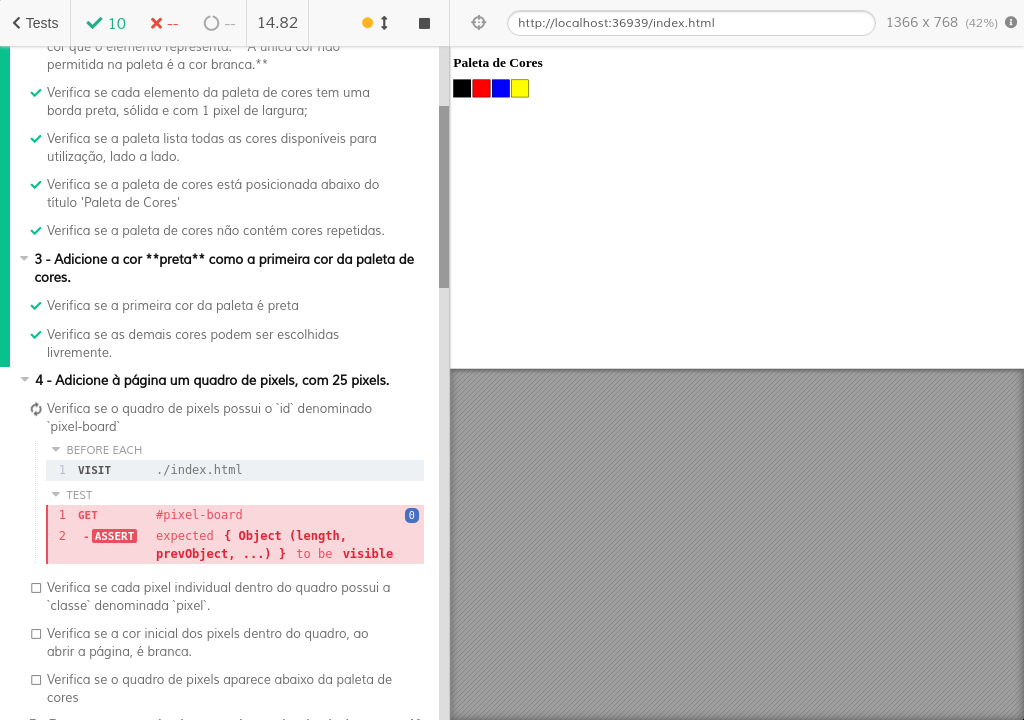 Tests
10
--
--
14.82
http://localhost:36939/index.html
1366 x 768 (42%)
cor que o elemento representa. **A única cor não
permitida na paleta é a cor branca.**
Verifica se cada elemento da paleta de cores tem uma
borda preta, sólida e com 1 pixel de largura;
Verifica se a paleta lista todas as cores disponíveis para
utilização, lado a lado.
Verifica se a paleta de cores está posicionada abaixo do
título 'Paleta de Cores'
Verifica se a paleta de cores não contém cores repetidas.
3 - Adicione a cor **preta** como a primeira cor da paleta de
cores.
Verifica se a primeira cor da paleta é preta
Verifica se as demais cores podem ser escolhidas
livremente.
4 - Adicione à página um quadro de pixels, com 25 pixels.
Verifica se o quadro de pixels possui o `id` denominado
`pixel-board`
BEFORE EACH
1 VISIT ./index.html
TEST
1 GET #pixel-board 0
2 -ASSERT expected { Object (length,
prevObject, ...) } to be visible
Verifica se cada pixel individual dentro do quadro possui a
`classe` denominada `pixel`.
Verifica se a cor inicial dos pixels dentro do quadro, ao
abrir a página, é branca.
Verifica se o quadro de pixels aparece abaixo da paleta de
cores
Paleta de Cores